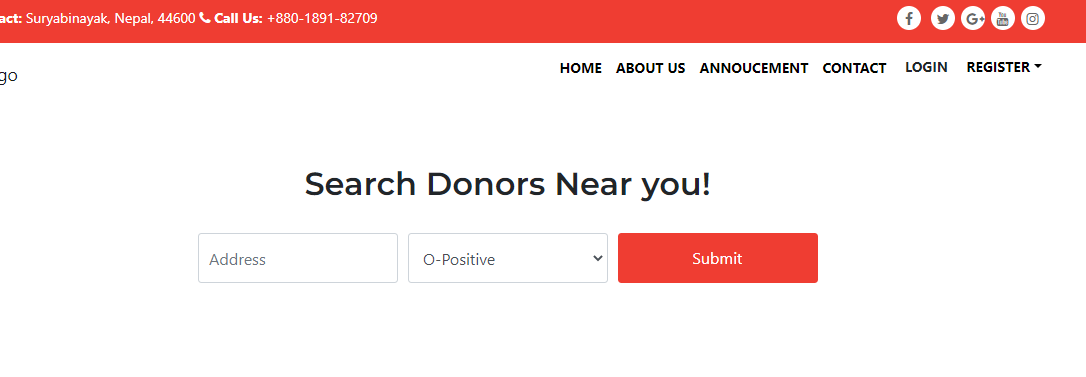 act: Suryabinayak, Nepal, 44600 Call Us: +880-1891-82709
go
HOME ABOUT US ANNOUCEMENT CONTACT LOGIN REGISTER
Search Donors Near you!
Address O-Positive Submit